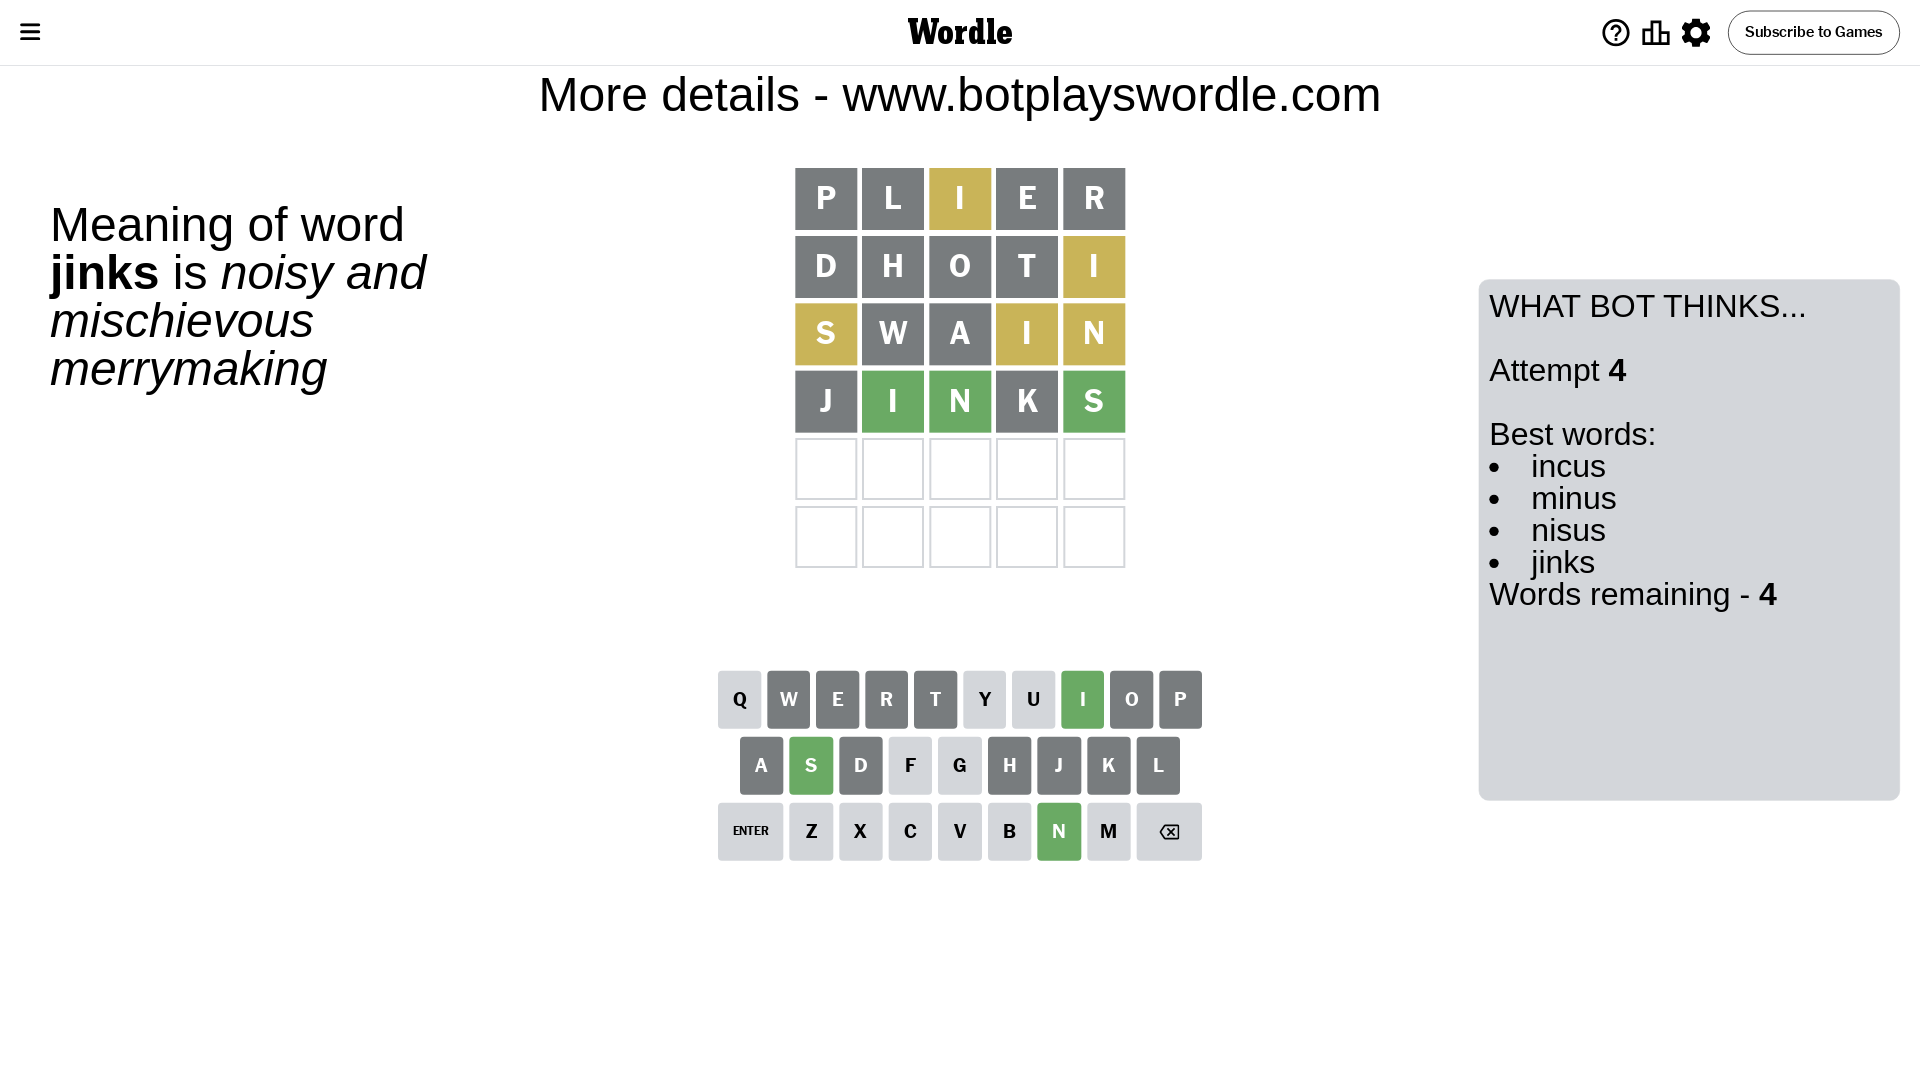 Wordle
Subscribe to Games
More details - www.botplayswordle.com
Meaning of word
jinks is noisy and
mischievous
merrymaking
P L I E R
D H O T I
S W A I N
J I N K S
WHAT BOT THINKS...
Attempt 4
Best words:
• incus
• minus
• nisus
• jinks
Words remaining - 4
Q W E R T Y U I O P
A S D F G H J K L
ENTER Z X C V B N M